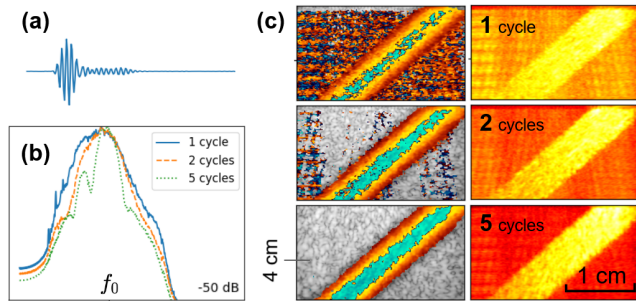 (a)
(b)
1 cycle
2 cycles
5 cycles
f₀
-50 dB
(c)
4 cm
1
cycle
2
cycles
5
cycles
1 cm